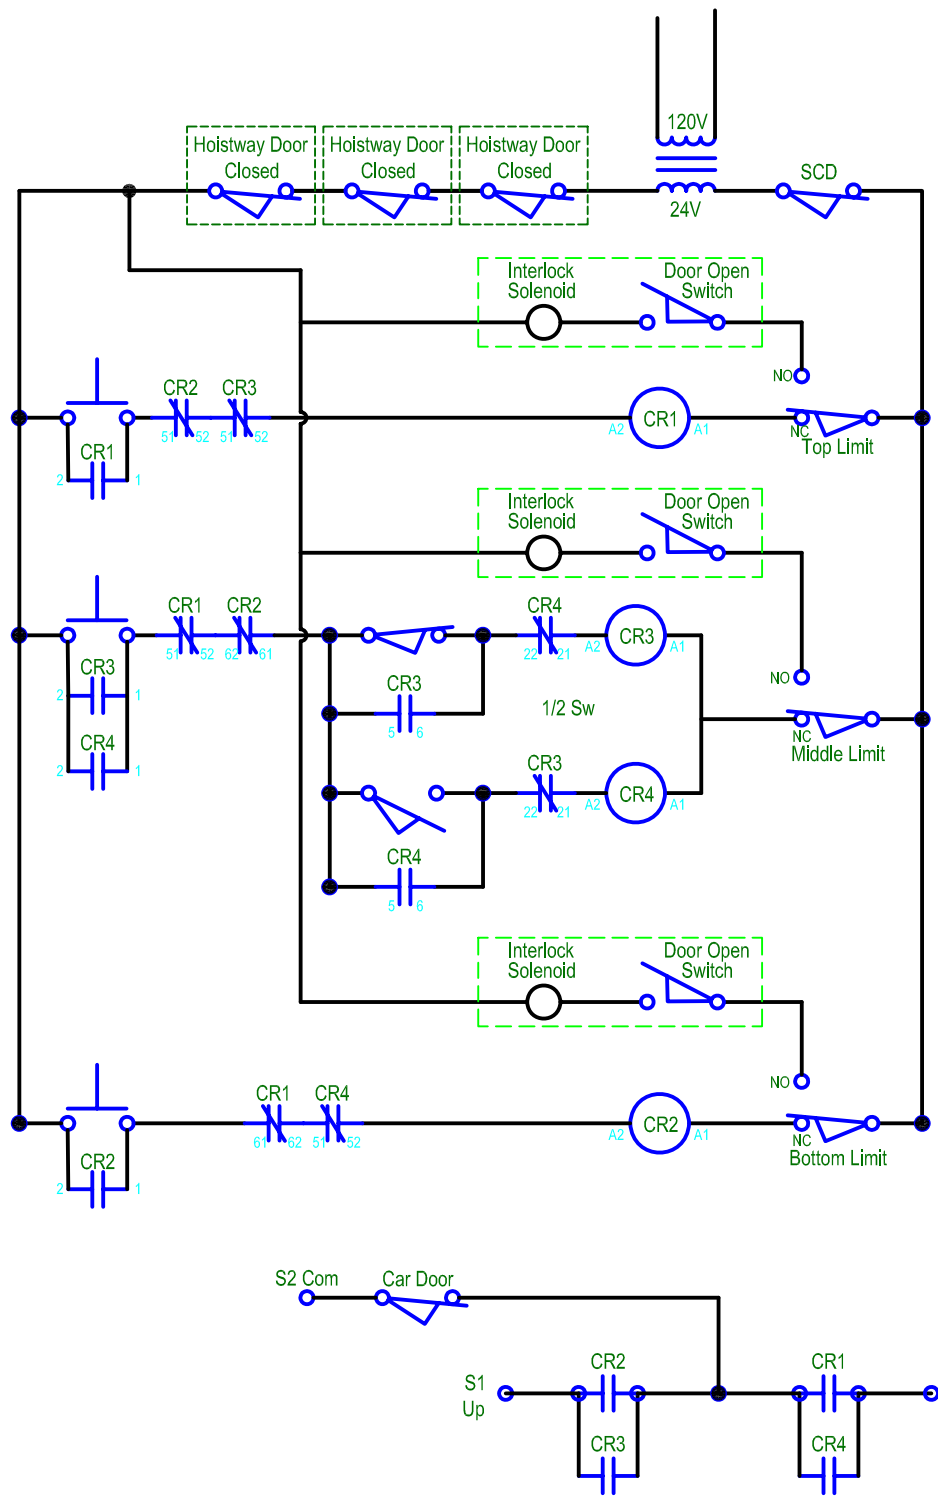 120V
Hoistway Door
Closed
Hoistway Door
Closed
Hoistway Door
Closed
24V
SCD
Interlock
Solenoid
Door Open
Switch
NO
CR2
51 52
CR3
51 52
CR1
2 1
A2 CR1 A1
NC
Top Limit
Interlock
Solenoid
Door Open
Switch
NO
CR1
51 52
CR2
62 61
CR3
2 1
CR4
2 1
CR4
22 21
A2 CR3 A1
CR3
5 6
1/2 Sw
NC
Middle Limit
CR3
22 21
A2 CR4 A1
CR4
5 6
Interlock
Solenoid
Door Open
Switch
NO
CR1
61 62
CR4
51 52
A2 CR2 A1
NC
Bottom Limit
CR2
2 1
S2 Com
Car Door
S1
Up
CR2
CR3
CR1
CR4